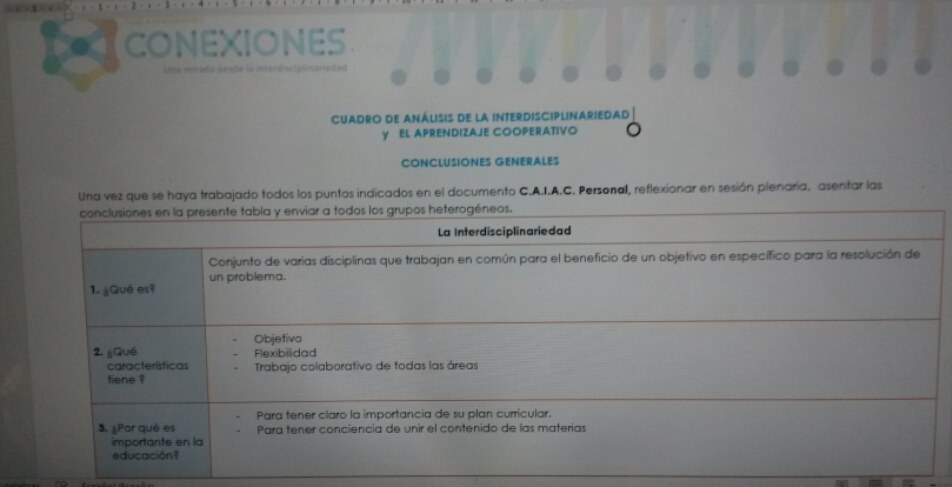 CONEXIONES
Una mirada desde la interdisciplinariedad
CUADRO DE ANÁLISIS DE LA INTERDISCIPLINARIEDAD
y EL APRENDIZAJE COOPERATIVO
CONCLUSIONES GENERALES
Una vez que se haya trabajado todos los puntos indicados en el documento C.A.I.A.C. Personal, reflexionar en sesión plenaria, asentar las
conclusiones en la presente tabla y enviar a todos los grupos heterogéneos.
La Interdisciplinariedad
1. ¿Qué es?
Conjunto de varias disciplinas que trabajan en común para el beneficio de un objetivo en específico para la resolución de
un problema.
2. ¿Qué
características
tiene ?
- Objetivo
- Flexibilidad
- Trabajo colaborativo de todas las áreas
3. ¿Por qué es
importante en la
educación?
- Para tener claro la importancia de su plan curricular.
- Para tener conciencia de unir el contenido de las materias